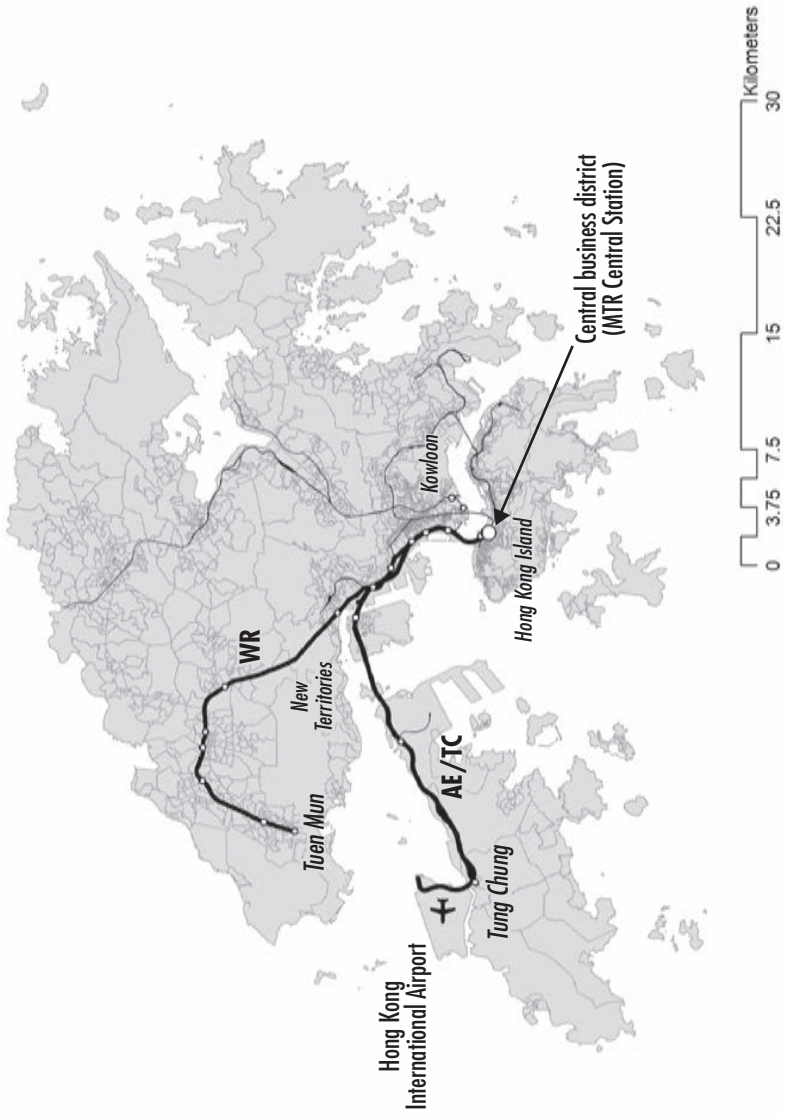 WR
New
Territories
Tuen Mun
Kowloon
Central business district
(MTR Central Station)
Hong Kong Island
AE/TC
Tung Chung
Hong Kong
International Airport
0 3.75 7.5 15 22.5 30
Kilometers